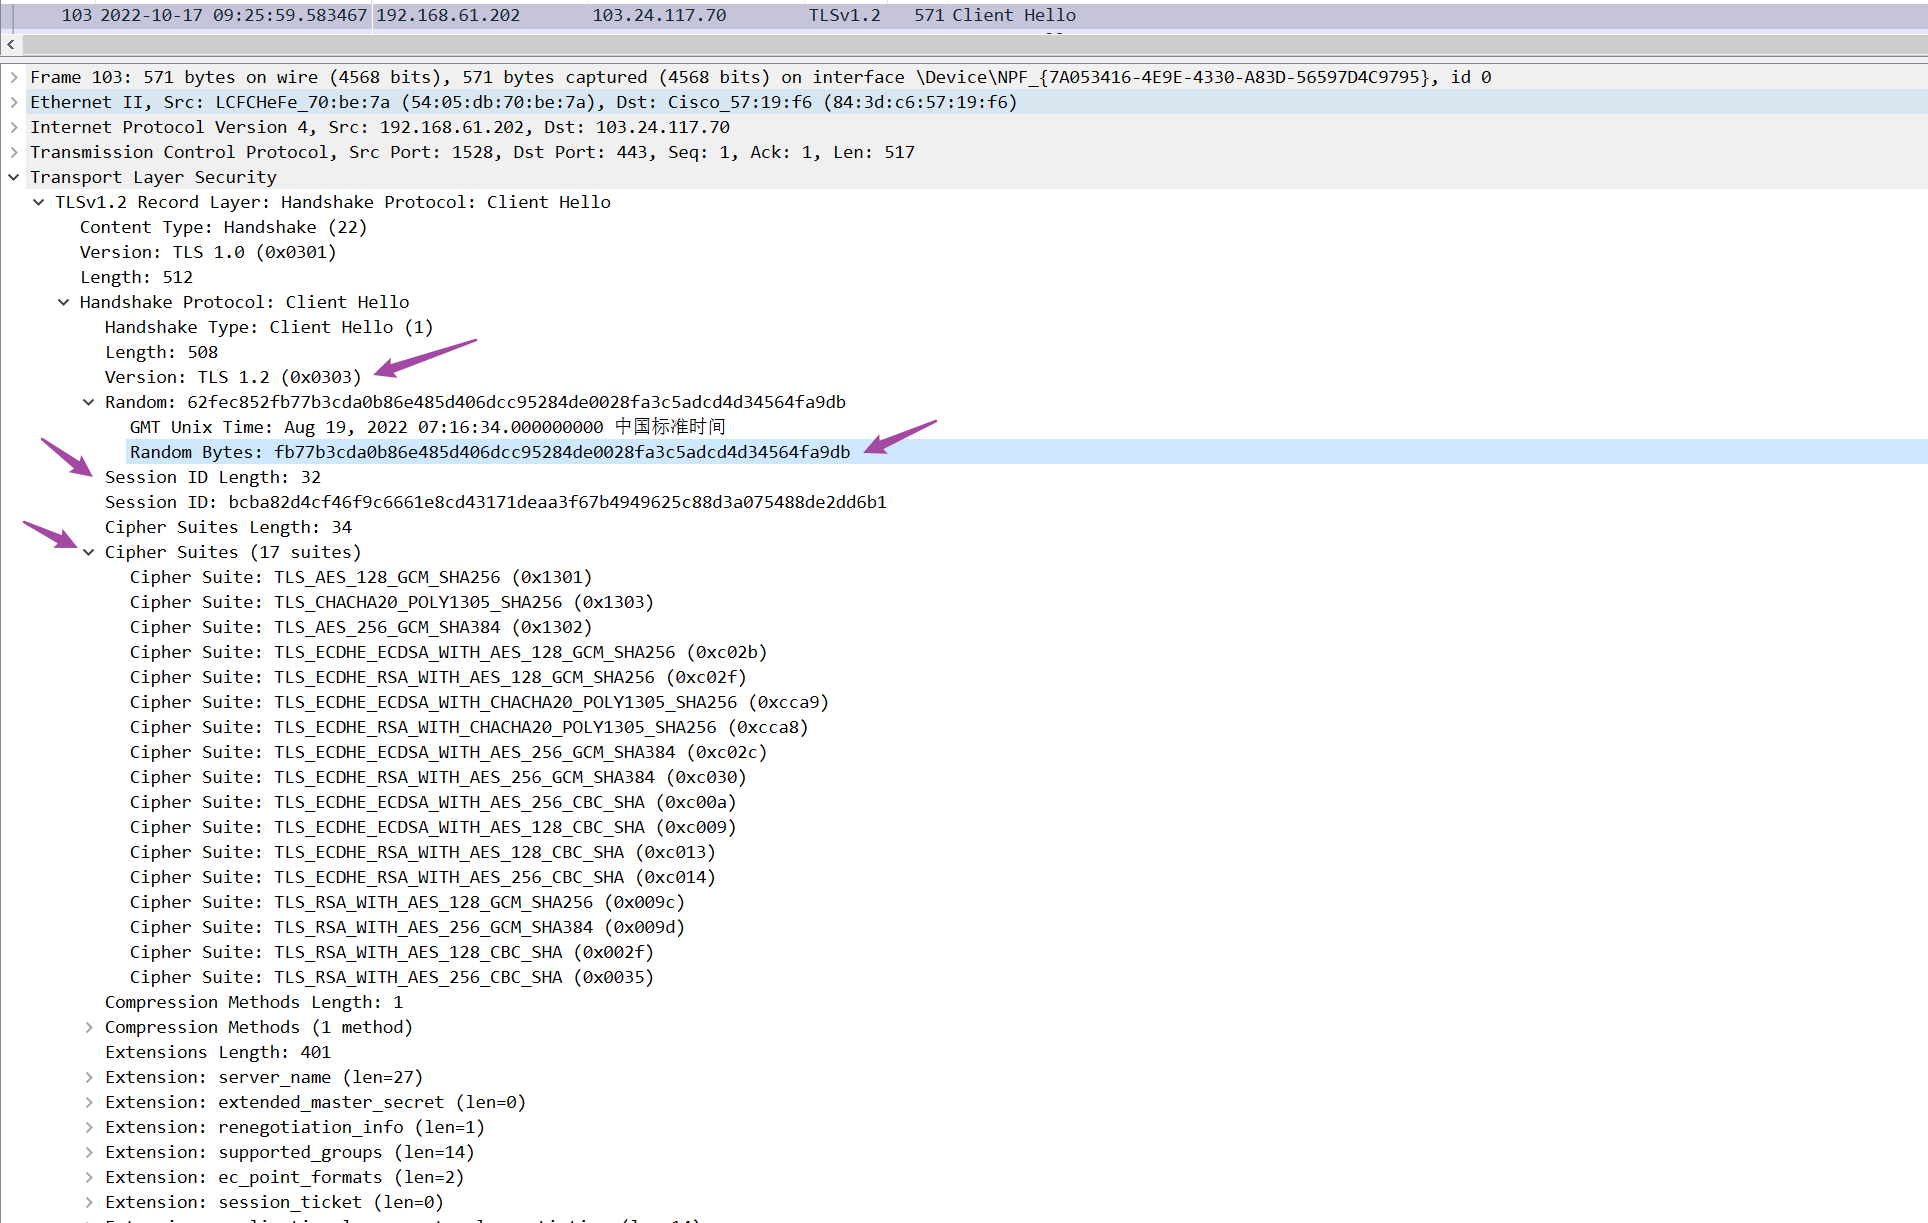 103 2022-10-17 09:25:59.583467 192.168.61.202 103.24.117.70 TLSv1.2 571 Client Hello
Frame 103: 571 bytes on wire (4568 bits), 571 bytes captured (4568 bits) on interface \Device\NPF_{7A053416-4E9E-4330-A83D-56597D4C9795}, id 0
Ethernet II, Src: LCFCHeFe_70:be:7a (54:05:db:70:be:7a), Dst: Cisco_57:19:f6 (84:3d:c6:57:19:f6)
Internet Protocol Version 4, Src: 192.168.61.202, Dst: 103.24.117.70
Transmission Control Protocol, Src Port: 1528, Dst Port: 443, Seq: 1, Ack: 1, Len: 517
Transport Layer Security
TLSv1.2 Record Layer: Handshake Protocol: Client Hello
Content Type: Handshake (22)
Version: TLS 1.0 (0x0301)
Length: 512
Handshake Protocol: Client Hello
Handshake Type: Client Hello (1)
Length: 508
Version: TLS 1.2 (0x0303)
Random: 62fec852fb77b3cda0b86e485d406dcc95284de0028fa3c5adcd4d34564fa9db
GMT Unix Time: Aug 19, 2022 07:16:34.000000000 中国标准时间
Random Bytes: fb77b3cda0b86e485d406dcc95284de0028fa3c5adcd4d34564fa9db
Session ID Length: 32
Session ID: bcba82d4cf46f9c6661e8cd43171deaa3f67b4949625c88d3a075488de2dd6b1
Cipher Suites Length: 34
Cipher Suites (17 suites)
Cipher Suite: TLS_AES_128_GCM_SHA256 (0x1301)
Cipher Suite: TLS_CHACHA20_POLY1305_SHA256 (0x1303)
Cipher Suite: TLS_AES_256_GCM_SHA384 (0x1302)
Cipher Suite: TLS_ECDHE_ECDSA_WITH_AES_128_GCM_SHA256 (0xc02b)
Cipher Suite: TLS_ECDHE_RSA_WITH_AES_128_GCM_SHA256 (0xc02f)
Cipher Suite: TLS_ECDHE_ECDSA_WITH_CHACHA20_POLY1305_SHA256 (0xcca9)
Cipher Suite: TLS_ECDHE_RSA_WITH_CHACHA20_POLY1305_SHA256 (0xcca8)
Cipher Suite: TLS_ECDHE_ECDSA_WITH_AES_256_GCM_SHA384 (0xc02c)
Cipher Suite: TLS_ECDHE_RSA_WITH_AES_256_GCM_SHA384 (0xc030)
Cipher Suite: TLS_ECDHE_ECDSA_WITH_AES_256_CBC_SHA (0xc00a)
Cipher Suite: TLS_ECDHE_ECDSA_WITH_AES_128_CBC_SHA (0xc009)
Cipher Suite: TLS_ECDHE_RSA_WITH_AES_128_CBC_SHA (0xc013)
Cipher Suite: TLS_ECDHE_RSA_WITH_AES_256_CBC_SHA (0xc014)
Cipher Suite: TLS_RSA_WITH_AES_128_GCM_SHA256 (0x009c)
Cipher Suite: TLS_RSA_WITH_AES_256_GCM_SHA384 (0x009d)
Cipher Suite: TLS_RSA_WITH_AES_128_CBC_SHA (0x002f)
Cipher Suite: TLS_RSA_WITH_AES_256_CBC_SHA (0x0035)
Compression Methods Length: 1
Compression Methods (1 method)
Extensions Length: 401
Extension: server_name (len=27)
Extension: extended_master_secret (len=0)
Extension: renegotiation_info (len=1)
Extension: supported_groups (len=14)
Extension: ec_point_formats (len=2)
Extension: session_ticket (len=0)